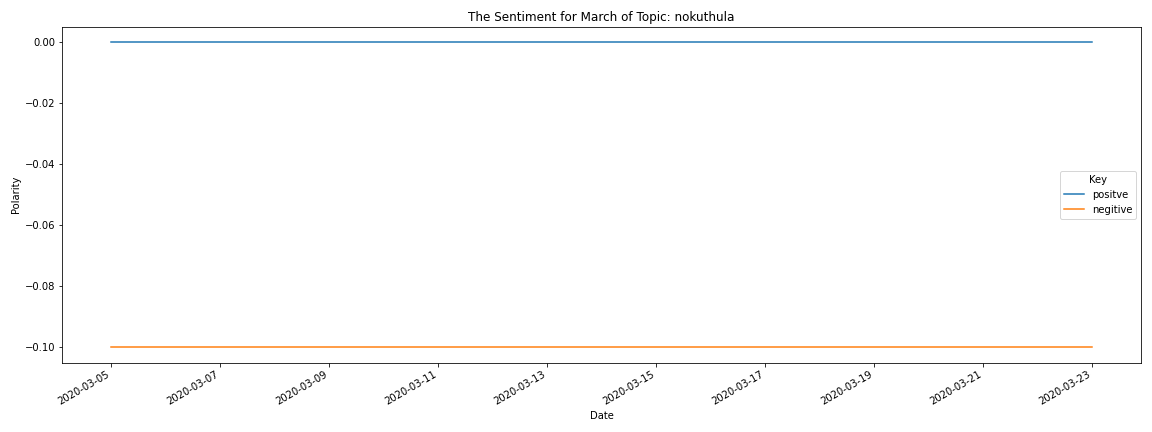 The Sentiment for March of Topic: nokuthula
0.00
−0.02
−0.04
−0.06
−0.08
−0.10
Polarity
Key
positve
negitive
2020-03-05
2020-03-07
2020-03-09
2020-03-11
2020-03-13
2020-03-15
2020-03-17
2020-03-19
2020-03-21
2020-03-23
Date